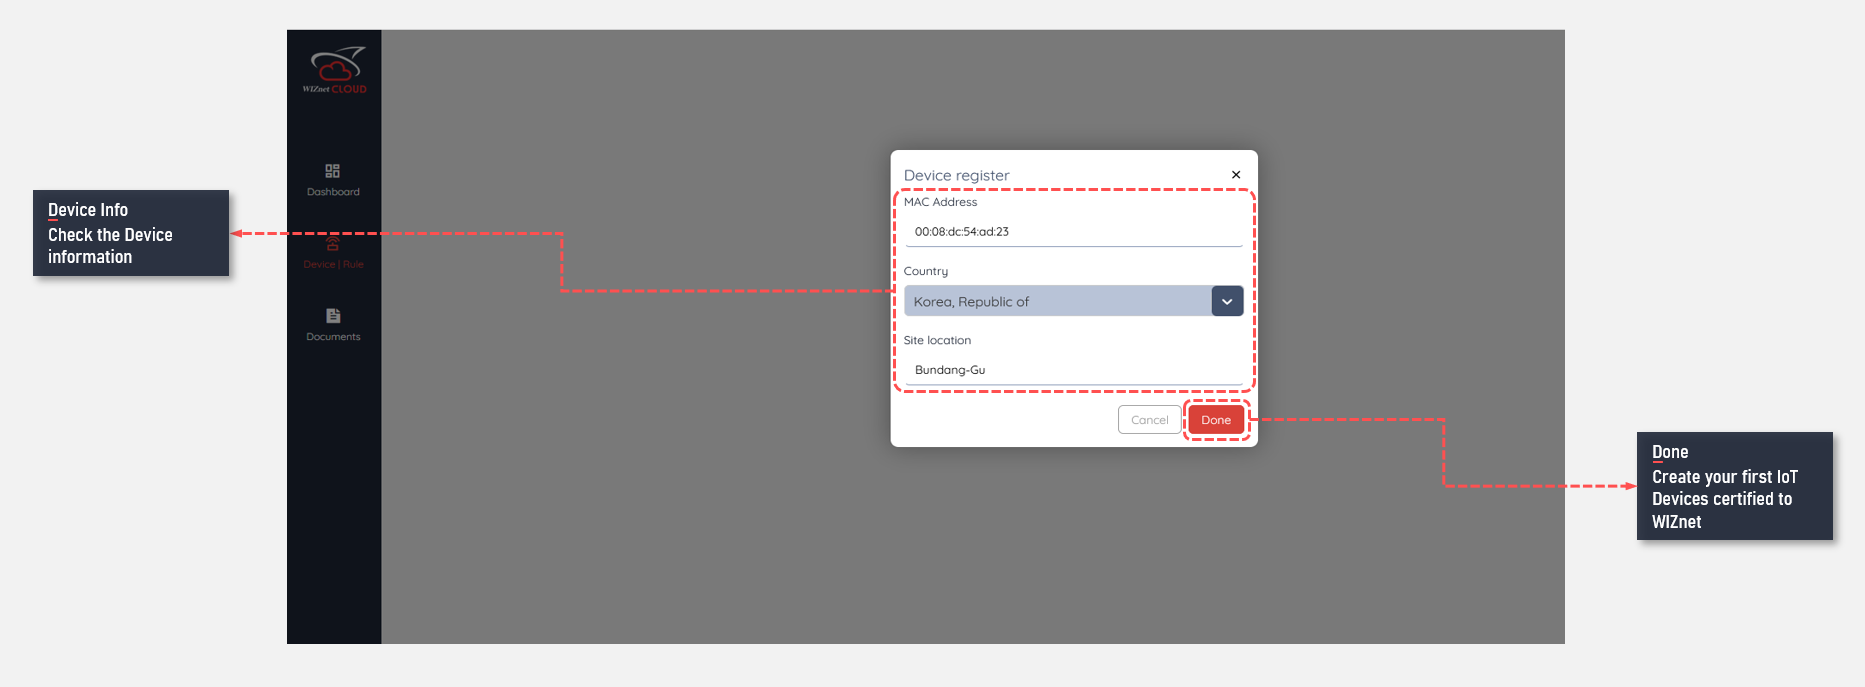 WIZnet CLOUD
Dashboard
Device | Rule
Documents
Device Info
Check the Device
information
Device register
×
MAC Address
00:08:dc:54:ad:23
Country
Korea, Republic of
Site location
Bundang-Gu
Cancel
Done
Done
Create your first IoT
Devices certified to
WIZnet